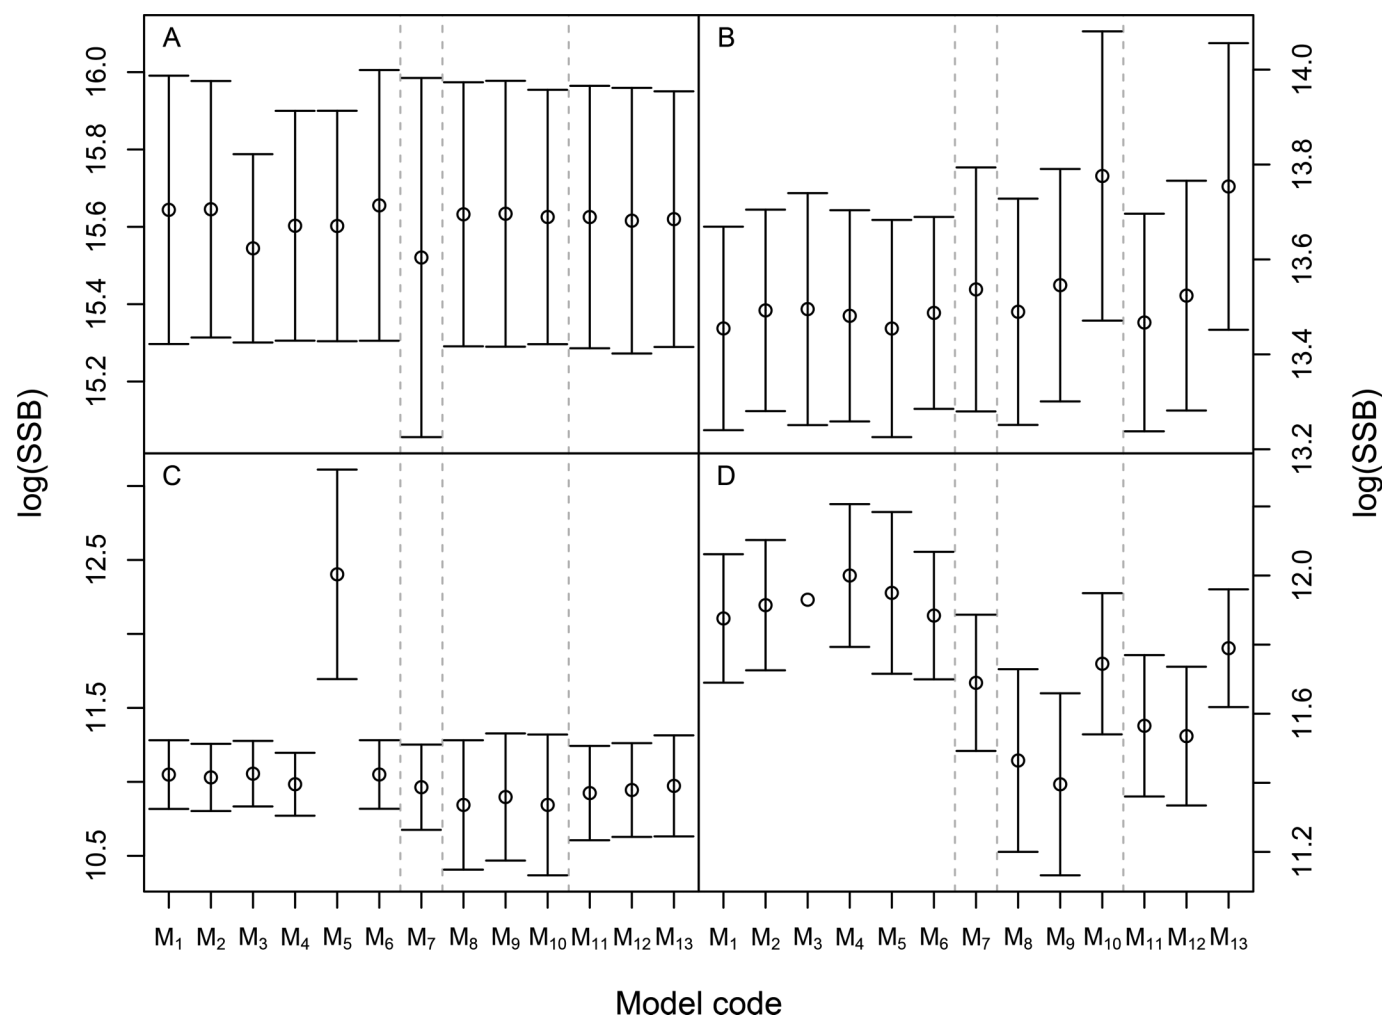 A
B
16.0
15.8
15.6
15.4
15.2
14.0
13.8
13.6
13.4
13.2
log(SSB)
log(SSB)
C
D
12.5
11.5
10.5
12.0
11.6
11.2
M₁ M₂ M₃ M₄ M₅ M₆ M₇ M₈ M₉ M₁₀ M₁₁ M₁₂ M₁₃ M₁ M₂ M₃ M₄ M₅ M₆ M₇ M₈ M₉ M₁₀ M₁₁ M₁₂ M₁₃
Model code